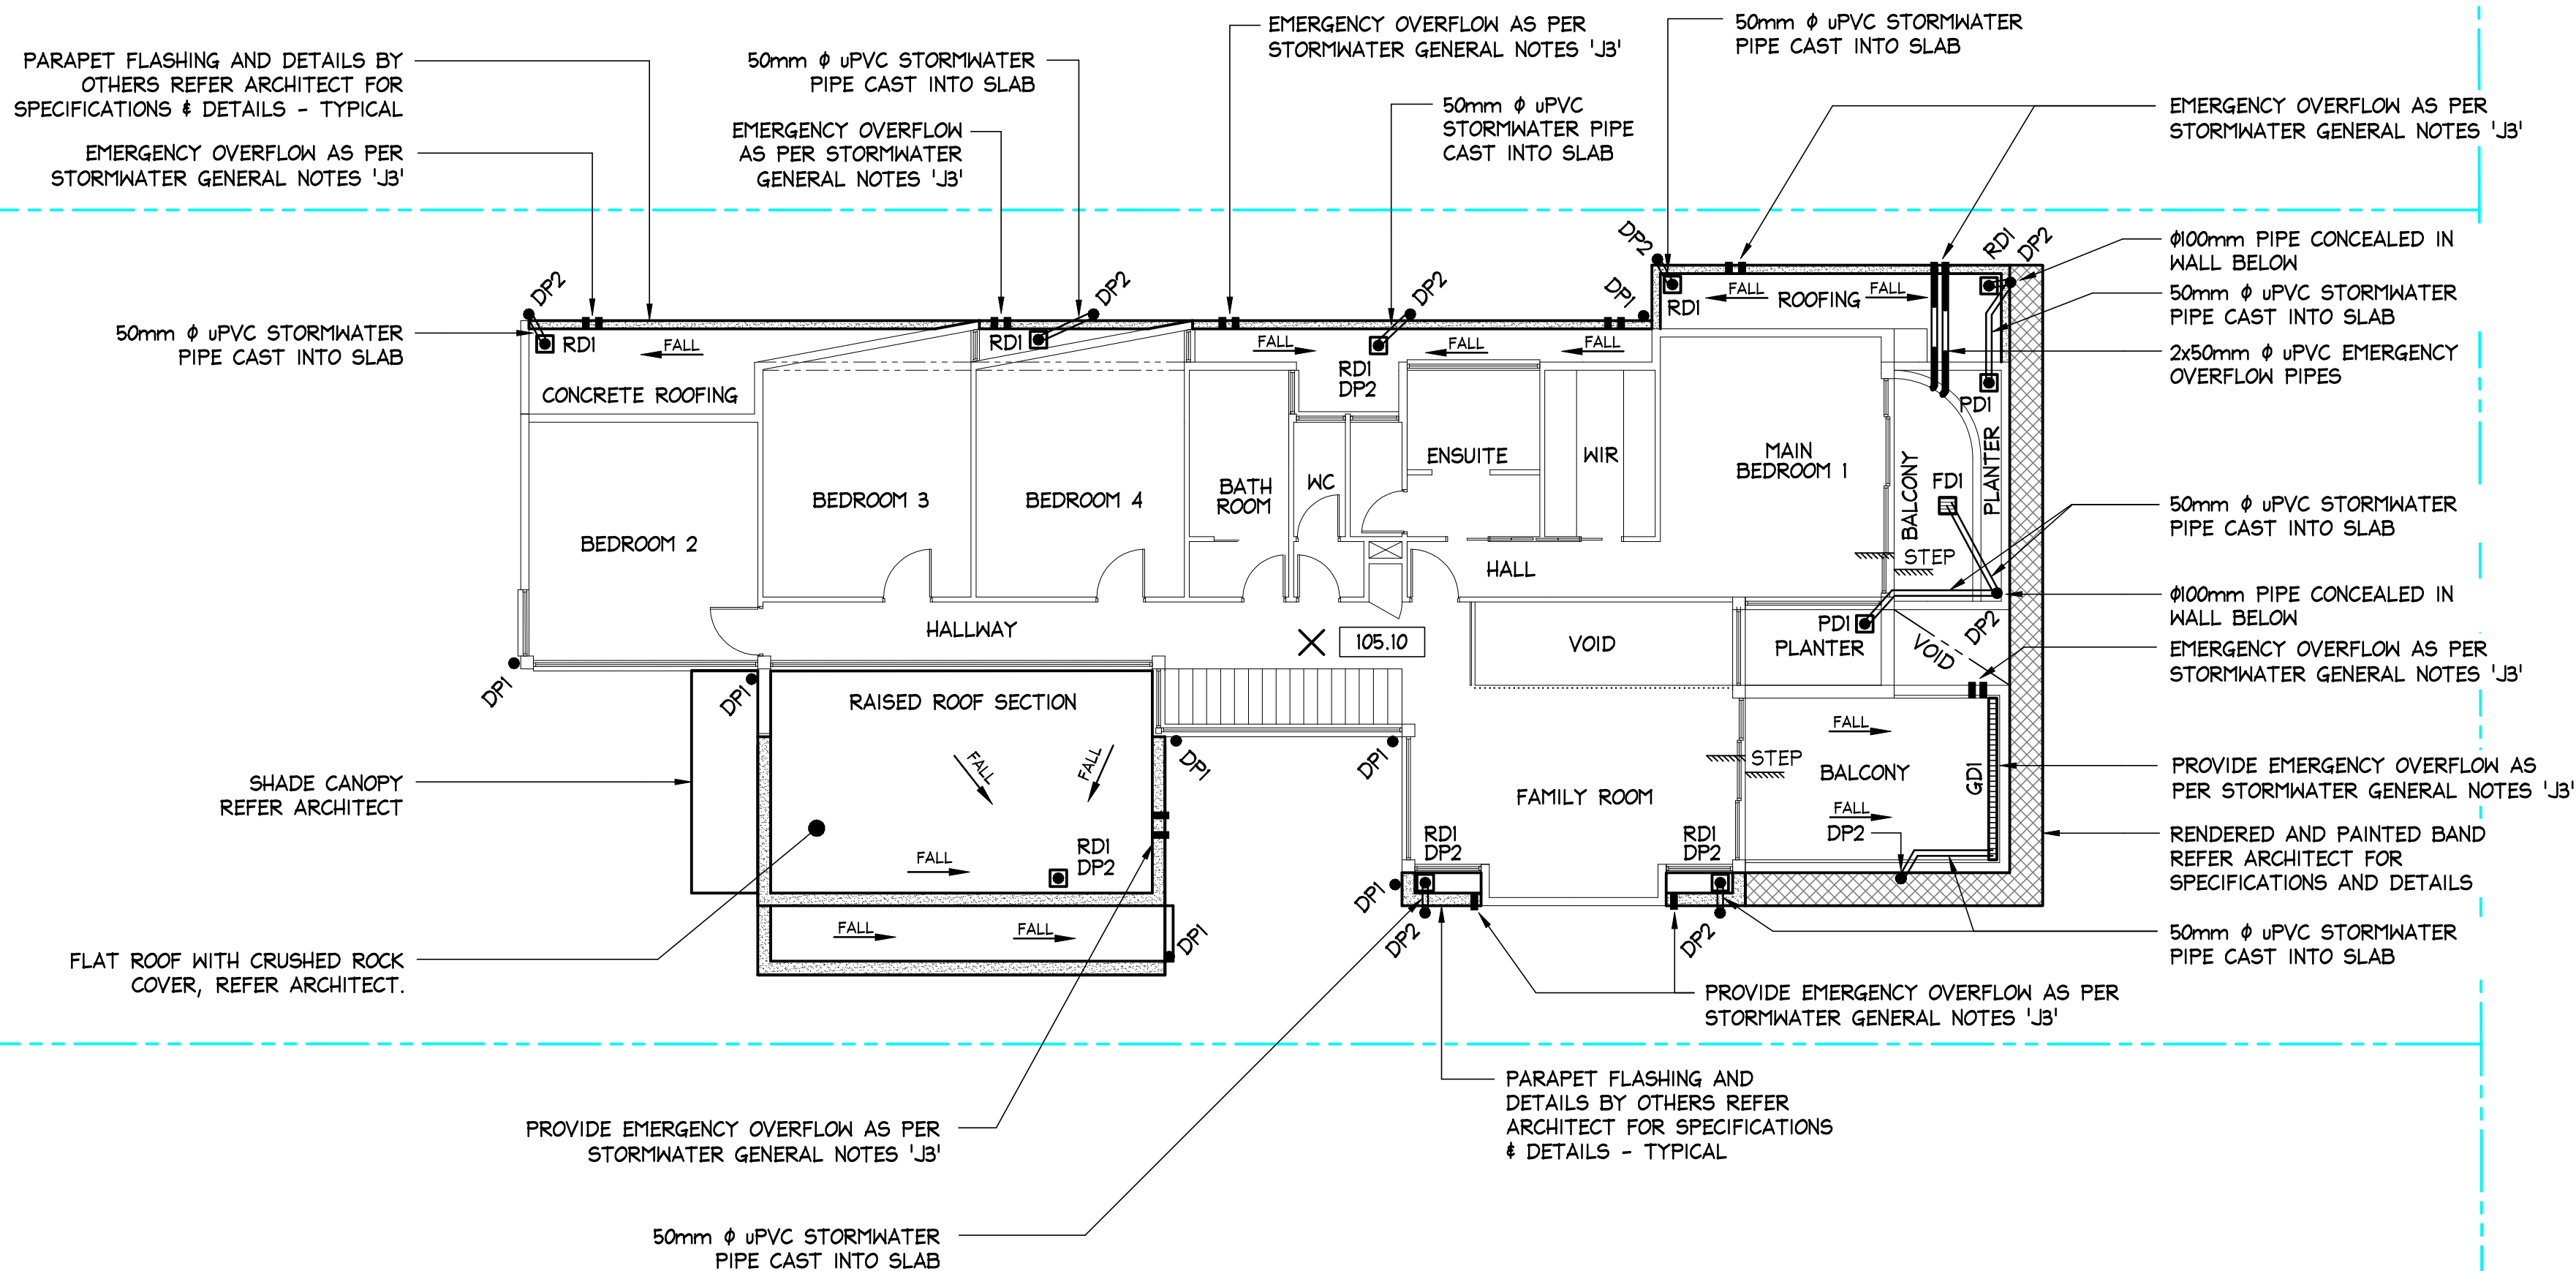 EMERGENCY OVERFLOW AS PER
STORMWATER GENERAL NOTES 'J3'
50mm ϕ uPVC STORMWATER
PIPE CAST INTO SLAB
PARAPET FLASHING AND DETAILS BY
OTHERS REFER ARCHITECT FOR
SPECIFICATIONS & DETAILS - TYPICAL
50mm ϕ uPVC STORMWATER
PIPE CAST INTO SLAB
50mm ϕ uPVC
STORMWATER PIPE
CAST INTO SLAB
EMERGENCY OVERFLOW AS PER
STORMWATER GENERAL NOTES 'J3'
EMERGENCY OVERFLOW AS PER
STORMWATER GENERAL NOTES 'J3'
EMERGENCY OVERFLOW
AS PER STORMWATER
GENERAL NOTES 'J3'
DP2
RD1
DP2
ϕ100mm PIPE CONCEALED IN
WALL BELOW
DP2
DP2
DP2
DP1
RD1
FALL
ROOFING
FALL
50mm ϕ uPVC STORMWATER
PIPE CAST INTO SLAB
50mm ϕ uPVC STORMWATER
PIPE CAST INTO SLAB
RD1
FALL
RD1
FALL
FALL
FALL
2x50mm ϕ uPVC EMERGENCY
OVERFLOW PIPES
RD1
DP2
CONCRETE ROOFING
PD1
ENSUITE
WIR
MAIN
BEDROOM 1
BALCONY
PLANTER
FD1
BEDROOM 3
BEDROOM 4
BATH
ROOM
WC
50mm ϕ uPVC STORMWATER
PIPE CAST INTO SLAB
BEDROOM 2
STEP
HALL
ϕ100mm PIPE CONCEALED IN
WALL BELOW
HALLWAY
105.10
VOID
PD1
PLANTER
VOID
DP2
EMERGENCY OVERFLOW AS PER
STORMWATER GENERAL NOTES 'J3'
DP1
DP1
RAISED ROOF SECTION
FALL
FALL
FALL
DP1
DP1
STEP
BALCONY
GD1
PROVIDE EMERGENCY OVERFLOW AS
PER STORMWATER GENERAL NOTES 'J3'
SHADE CANOPY
REFER ARCHITECT
FAMILY ROOM
FALL
DP2
RD1
DP2
RD1
DP2
RENDERED AND PAINTED BAND
REFER ARCHITECT FOR
SPECIFICATIONS AND DETAILS
FALL
RD1
DP2
DP1
FALL
FALL
DP1
DP2
DP2
50mm ϕ uPVC STORMWATER
PIPE CAST INTO SLAB
FLAT ROOF WITH CRUSHED ROCK
COVER, REFER ARCHITECT.
PROVIDE EMERGENCY OVERFLOW AS PER
STORMWATER GENERAL NOTES 'J3'
PARAPET FLASHING AND
DETAILS BY OTHERS REFER
ARCHITECT FOR SPECIFICATIONS
& DETAILS - TYPICAL
PROVIDE EMERGENCY OVERFLOW AS PER
STORMWATER GENERAL NOTES 'J3'
50mm ϕ uPVC STORMWATER
PIPE CAST INTO SLAB